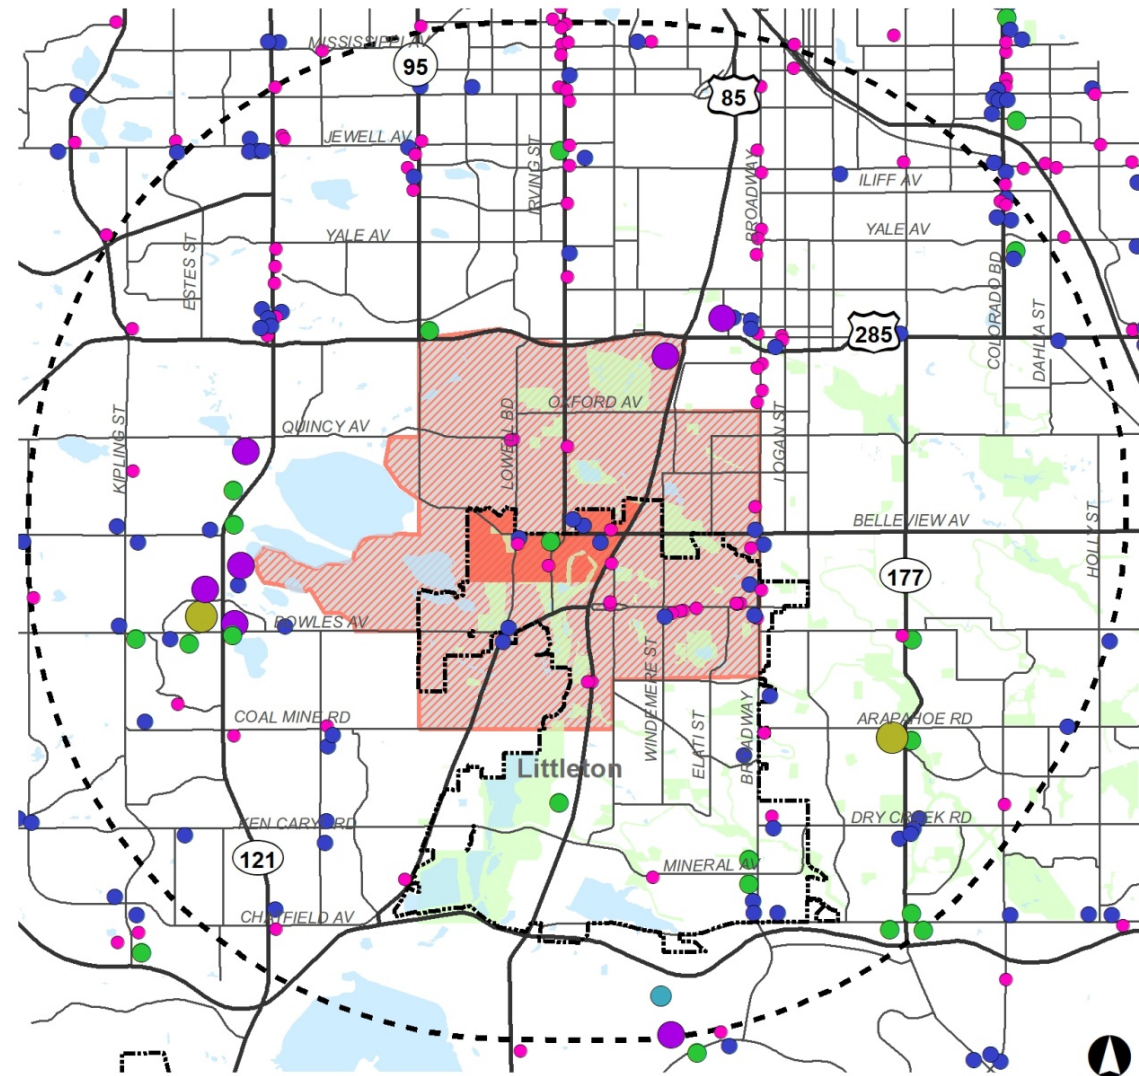 MISSISSIPPI AV
95
85
JEWELL AV
IRVING ST
BROADWAY
ILIFF AV
YALE AV
YALE AV
ESTES ST
COLORADO BD
DAHLIA ST
285
OXFORD AV
QUINCY AV
KIPLING ST
LOWELL BD
LOGAN ST
BELLEVIEW AV
HOLLY ST
177
BOWLES AV
WINDEMERE ST
ELATI ST
BROADWAY
COAL MINE RD
ARAPAHOE RD
Littleton
KEN CARYL RD
DRY CREEK RD
121
MINERAL AV
CHATFIELD AV